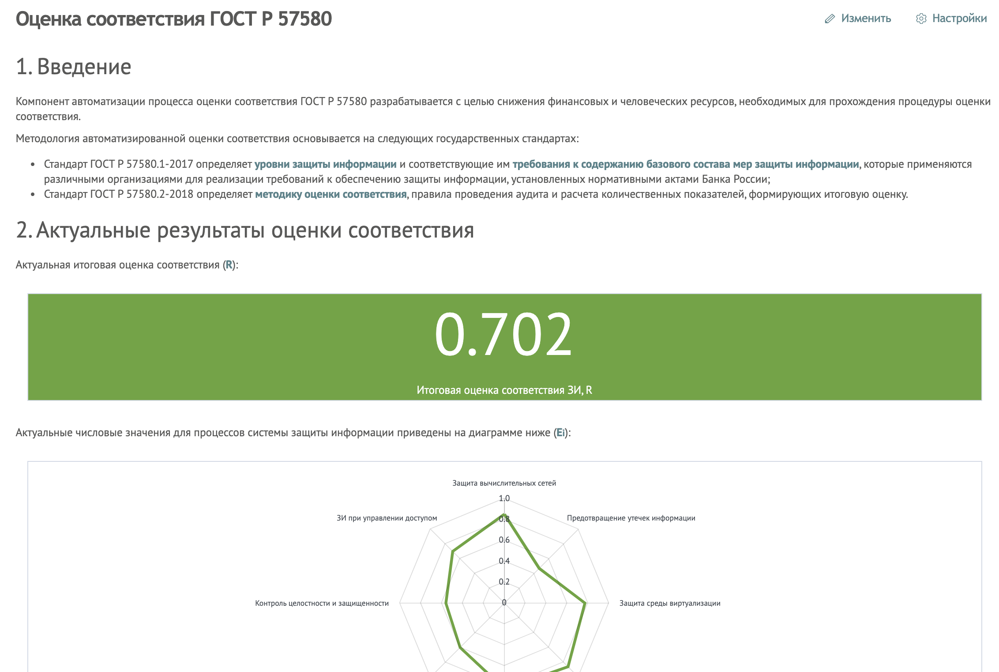 Оценка соответствия ГОСТ Р 57580
Изменить
Настройки
1. Введение
Компонент автоматизации процесса оценки соответствия ГОСТ Р 57580 разрабатывается с целью снижения финансовых и человеческих ресурсов, необходимых для прохождения процедуры оценки
соответствия.
Методология автоматизированной оценки соответствия основывается на следующих государственных стандартах:
• Стандарт ГОСТ Р 57580.1-2017 определяет уровни защиты информации и соответствующие им требования к содержанию базового состава мер защиты информации, которые применяются
различными организациями для реализации требований к обеспечению защиты информации, установленных нормативными актами Банка России;
• Стандарт ГОСТ Р 57580.2-2018 определяет методику оценки соответствия, правила проведения аудита и расчета количественных показателей, формирующих итоговую оценку.
2. Актуальные результаты оценки соответствия
Актуальная итоговая оценка соответствия (R):
0.702
Итоговая оценка соответствия ЗИ, R
Актуальные числовые значения для процессов системы защиты информации приведены на диаграмме ниже (Ei):
Защита вычислительных сетей
1.0
ЗИ при управлении доступом
Предотвращение утечек информации
0.8
0.6
0.4
0.2
Контроль целостности и защищенности
0
Защита среды виртуализации